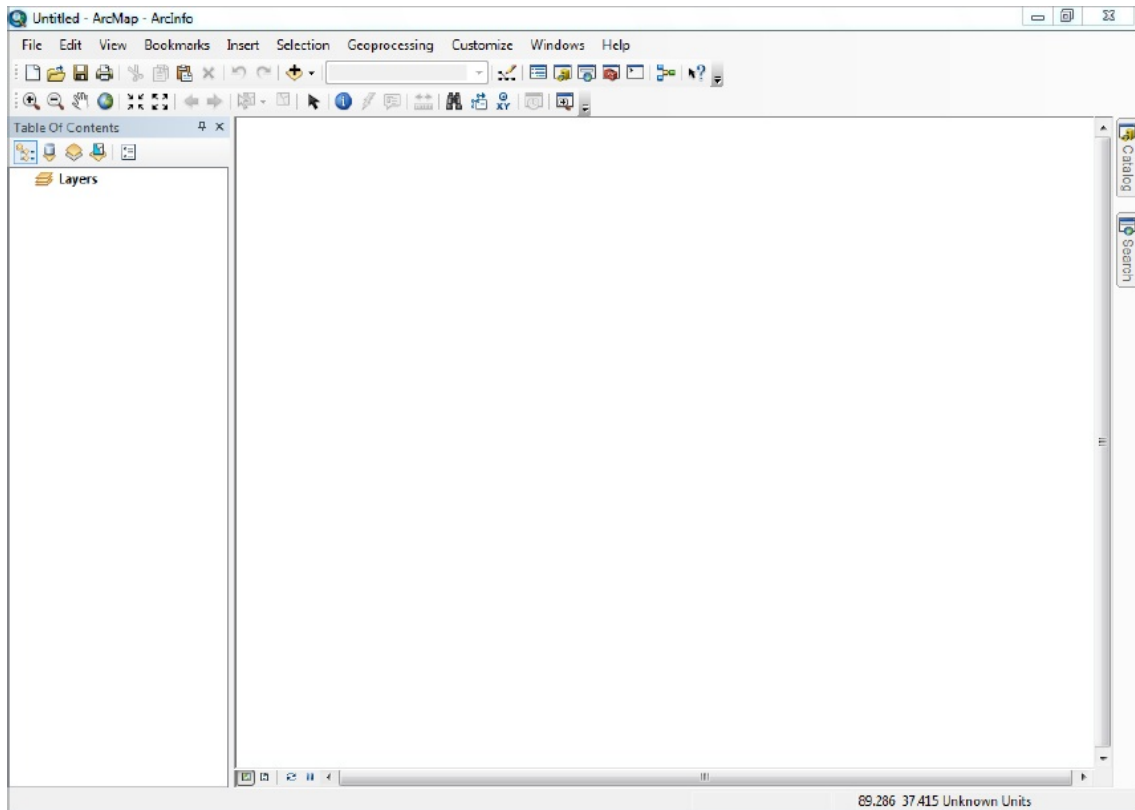 Untitled - ArcMap - ArcInfo
File Edit View Bookmarks Insert Selection Geoprocessing Customize Windows Help
XY
Table Of Contents
Layers
Catalog
Search
89.286 37.415 Unknown Units